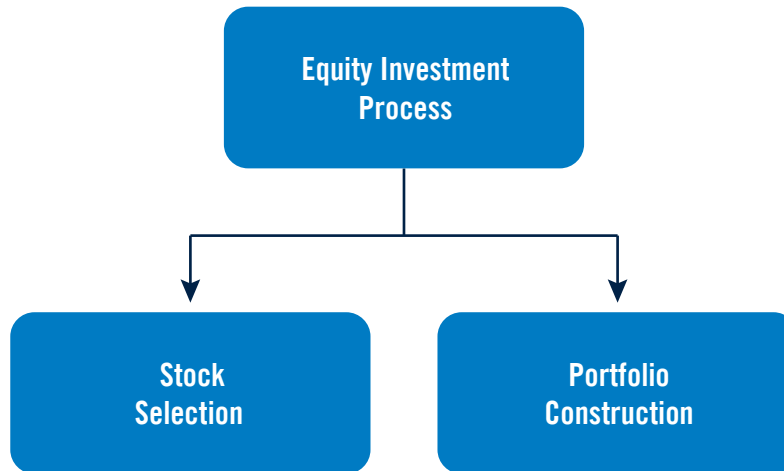 Equity Investment
Process
Stock
Selection
Portfolio
Construction